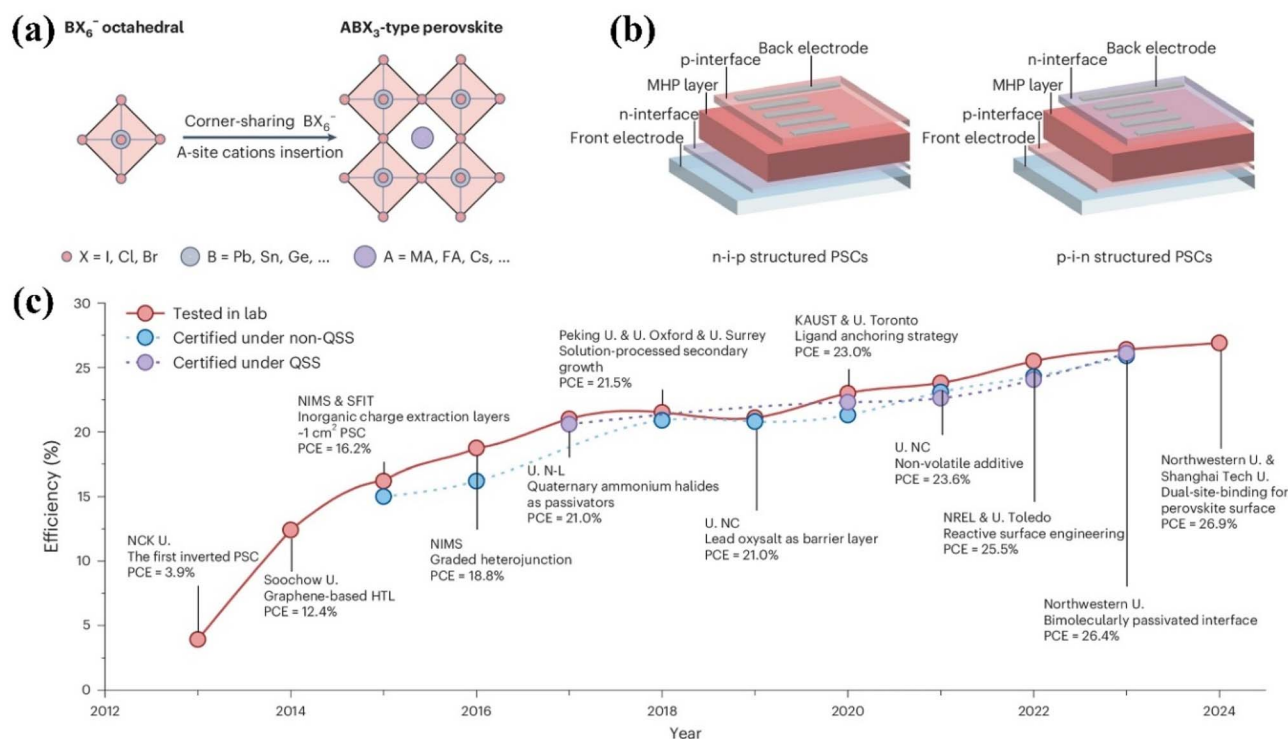 (a)
BX₆⁻ octahedral
ABX₃-type perovskite
Corner-sharing BX₆⁻
A-site cations insertion
X = I, Cl, Br
B = Pb, Sn, Ge, ...
A = MA, FA, Cs, ...
(b)
Back electrode
p-interface
MHP layer
n-interface
Front electrode
n-i-p structured PSCs
Back electrode
n-interface
MHP layer
p-interface
Front electrode
p-i-n structured PSCs
(c)
Efficiency (%)
30
25
20
15
10
5
0
Tested in lab
Certified under non-QSS
Certified under QSS
NCK U.
The first inverted PSC
PCE = 3.9%
Soochow U.
Graphene-based HTL
PCE = 12.4%
NIMS & SFIT
Inorganic charge extraction layers
~1 cm² PSC
PCE = 16.2%
NIMS
Graded heterojunction
PCE = 18.8%
U. N-L
Quaternary ammonium halides
as passivators
PCE = 21.0%
Peking U. & U. Oxford & U. Surrey
Solution-processed secondary
growth
PCE = 21.5%
U. NC
Lead oxysalt as barrier layer
PCE = 21.0%
KAUST & U. Toronto
Ligand anchoring strategy
PCE = 23.0%
U. NC
Non-volatile additive
PCE = 23.6%
NREL & U. Toledo
Reactive surface engineering
PCE = 25.5%
Northwestern U.
Bimolecularly passivated interface
PCE = 26.4%
Northwestern U. &
Shanghai Tech U.
Dual-site-binding for
perovskite surface
PCE = 26.9%
2012
2014
2016
2018
2020
2022
2024
Year